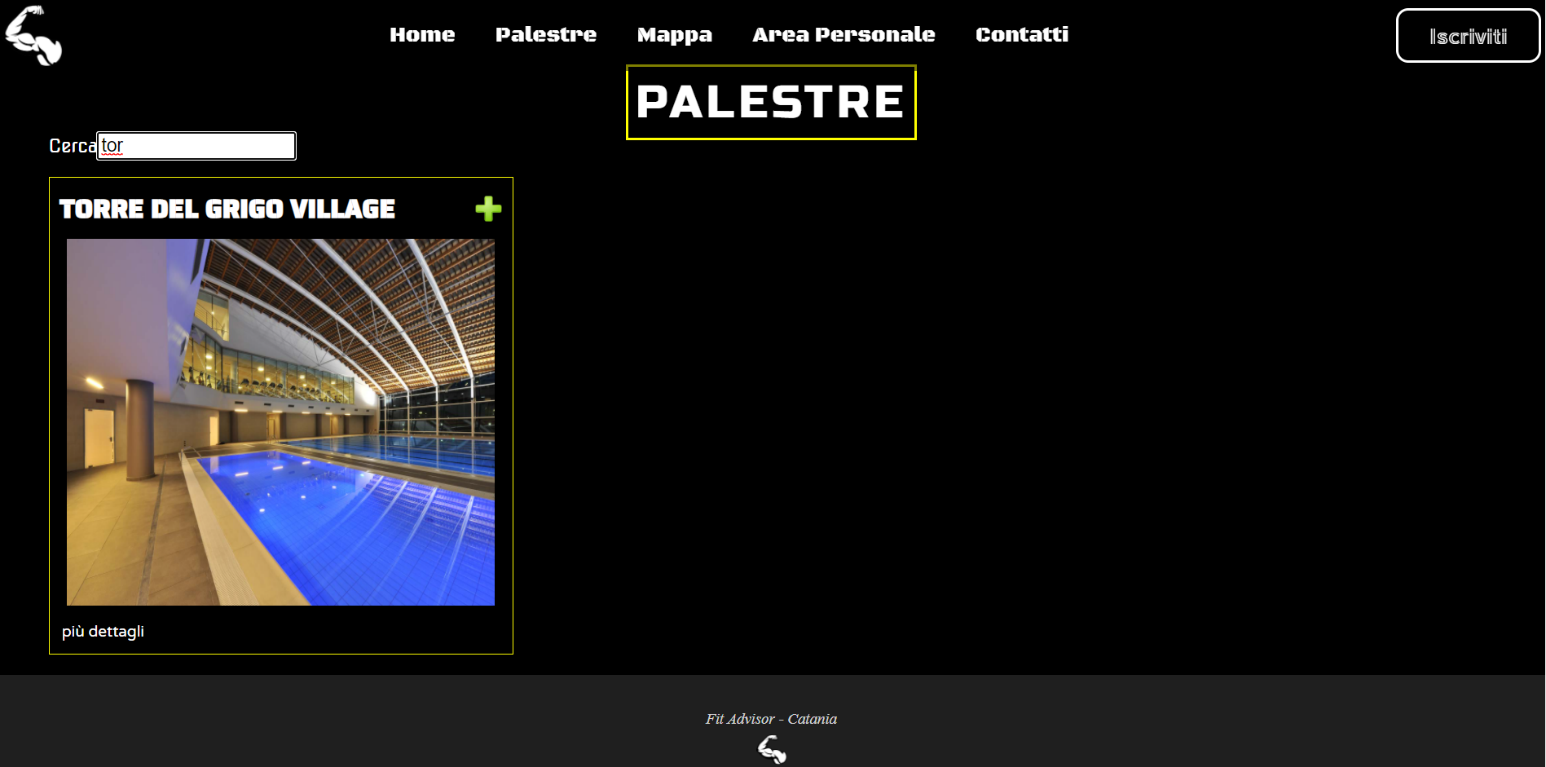 Home Palestre Mappa Area Personale Contatti Iscriviti
PALESTRE
Cerca tor
TORRE DEL GRIGO VILLAGE
più dettagli
Fit Advisor - Catania